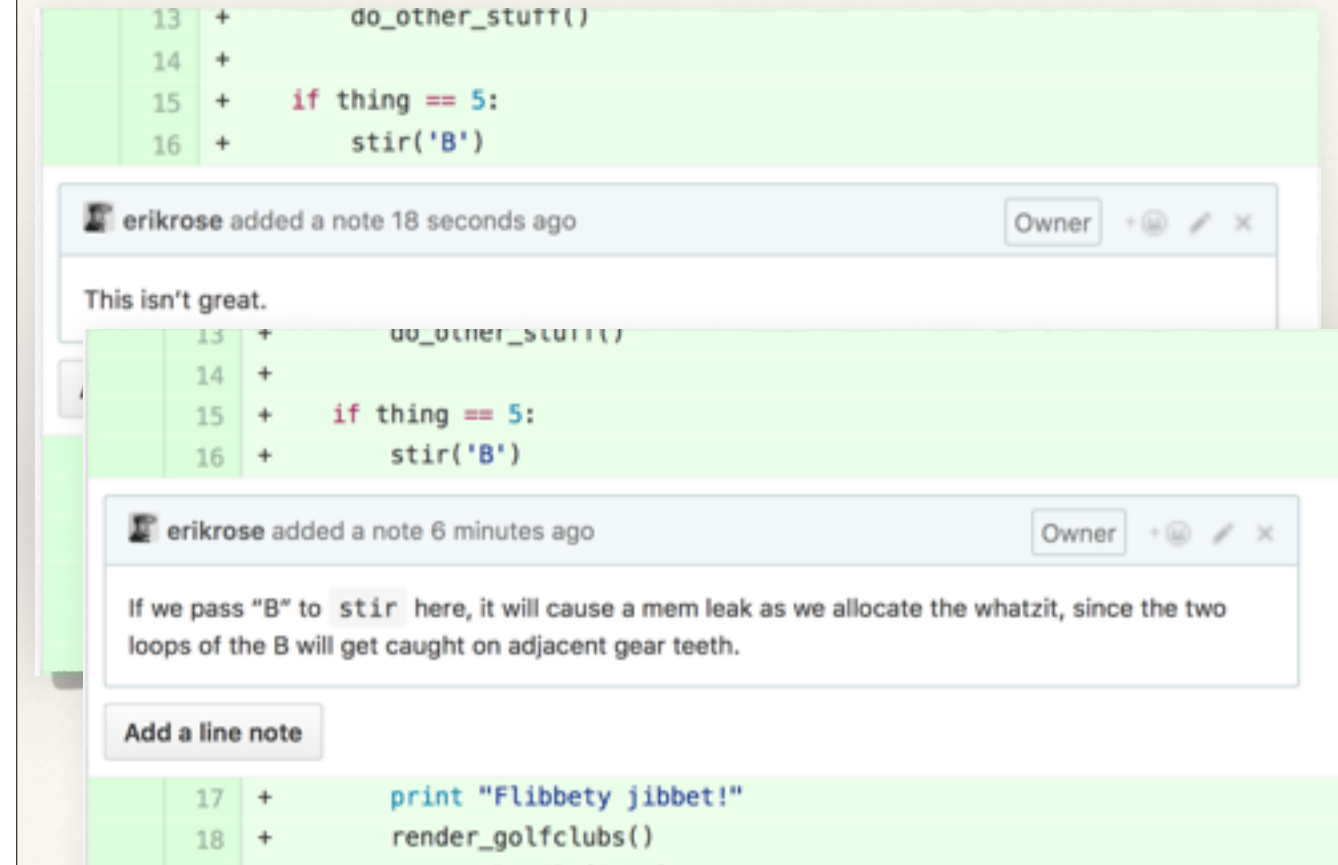 13 + do_other_stuff()
14 +
15 + if thing == 5:
16 + stir('B')
erikrose added a note 18 seconds ago Owner
This isn't great.
13 + do_other_stuff()
14 +
15 + if thing == 5:
16 + stir('B')
erikrose added a note 6 minutes ago Owner
If we pass “B” to stir here, it will cause a mem leak as we allocate the whatzit, since the two
loops of the B will get caught on adjacent gear teeth.
Add a line note
17 + print "Flibbety jibbet!"
18 + render_golfclubs()